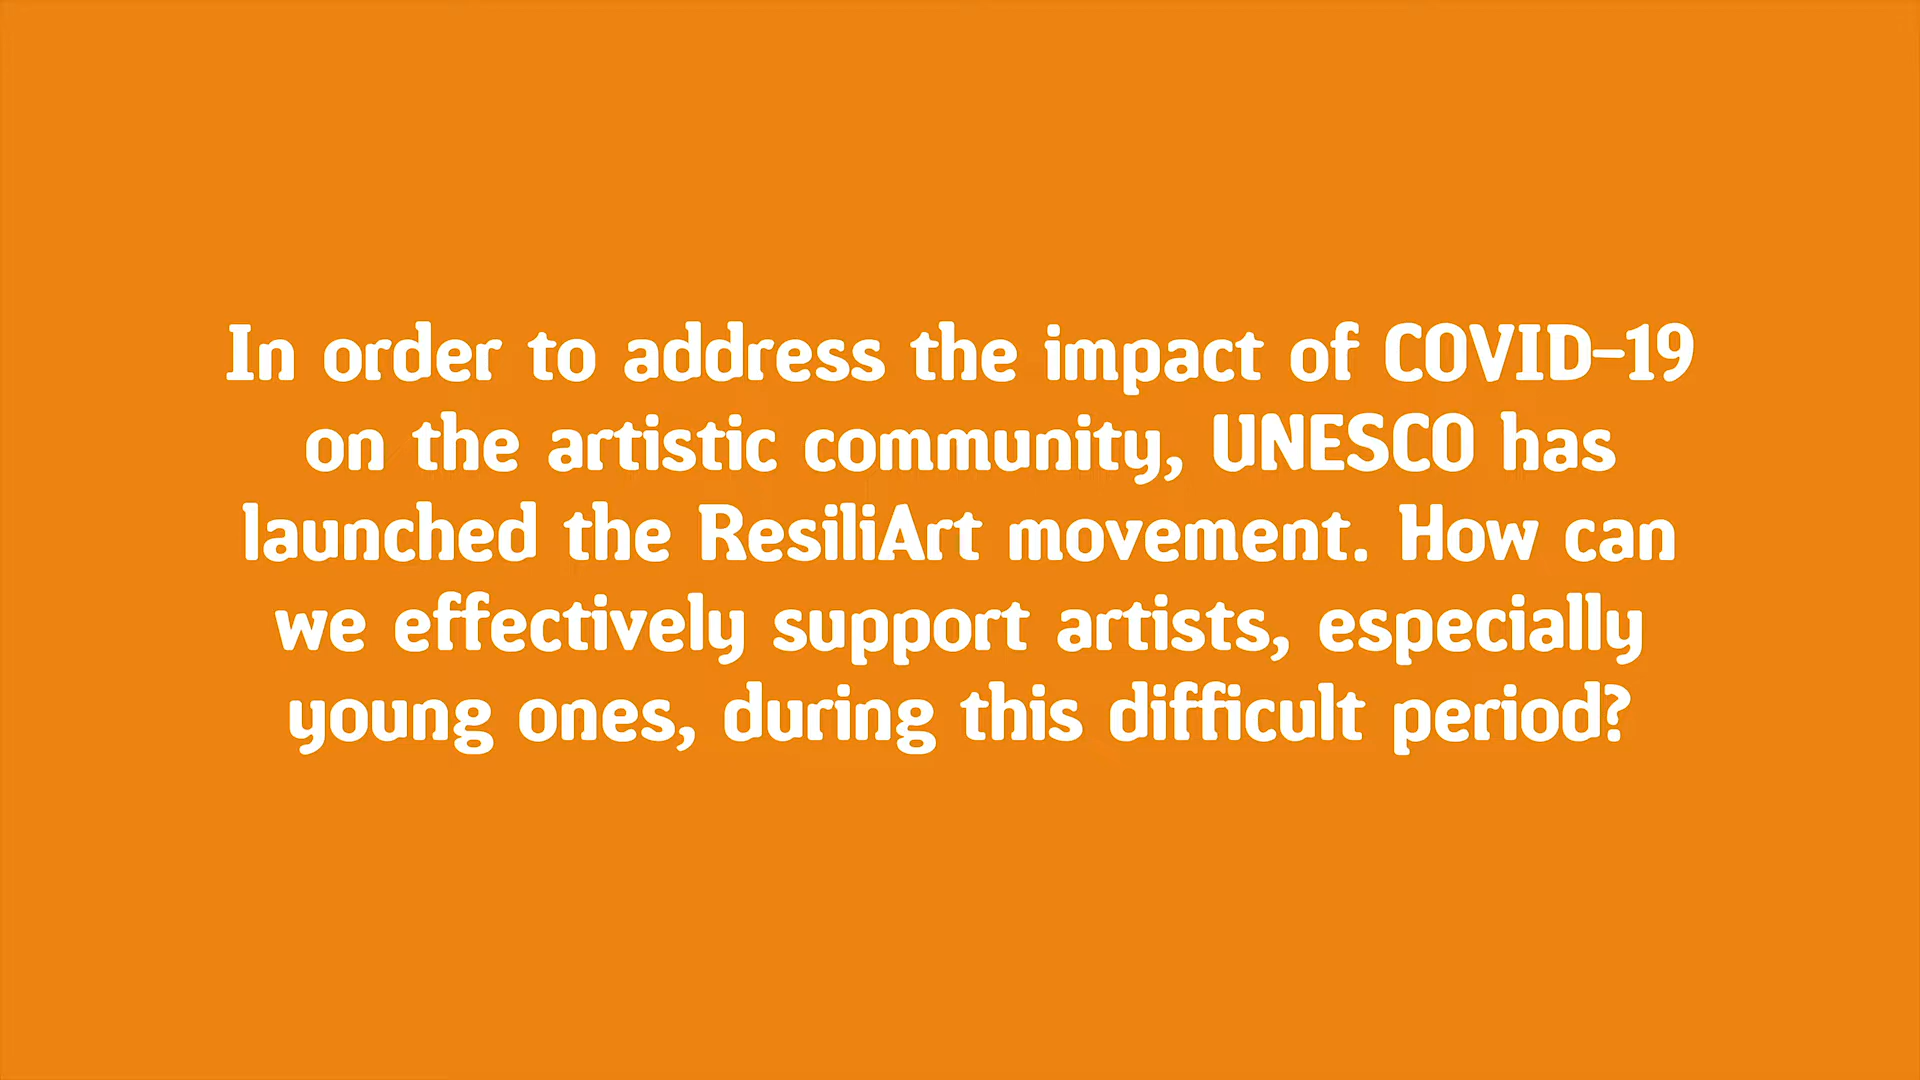 In order to address the impact of COVID-19
on the artistic community, UNESCO has
launched the ResiliArt movement. How can
we effectively support artists, especially
young ones, during this difficult period?